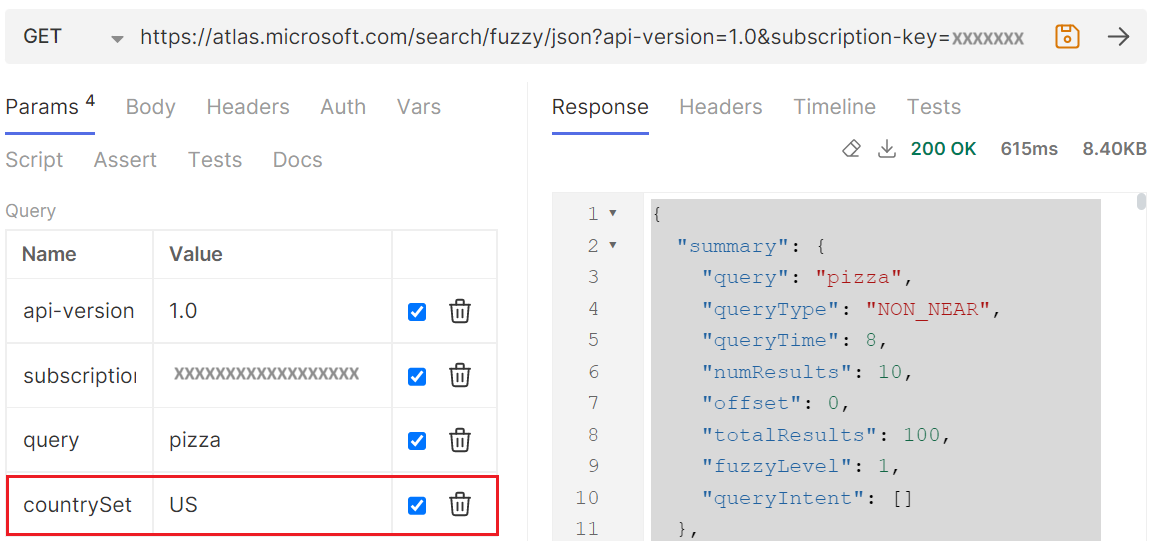 GET https://atlas.microsoft.com/search/fuzzy/json?api-version=1.0&subscription-key=xxxxxxx
Params 4 Body Headers Auth Vars
Script Assert Tests Docs
Query
Name Value
api-version 1.0
subscription XXXXXXXXXXXXXXXXXX
query pizza
countrySet US
Response Headers Timeline Tests
200 OK 615ms 8.40KB
1 {
2 "summary": {
3 "query": "pizza",
4 "queryType": "NON_NEAR",
5 "queryTime": 8,
6 "numResults": 10,
7 "offset": 0,
8 "totalResults": 100,
9 "fuzzyLevel": 1,
10 "queryIntent": []
11 },